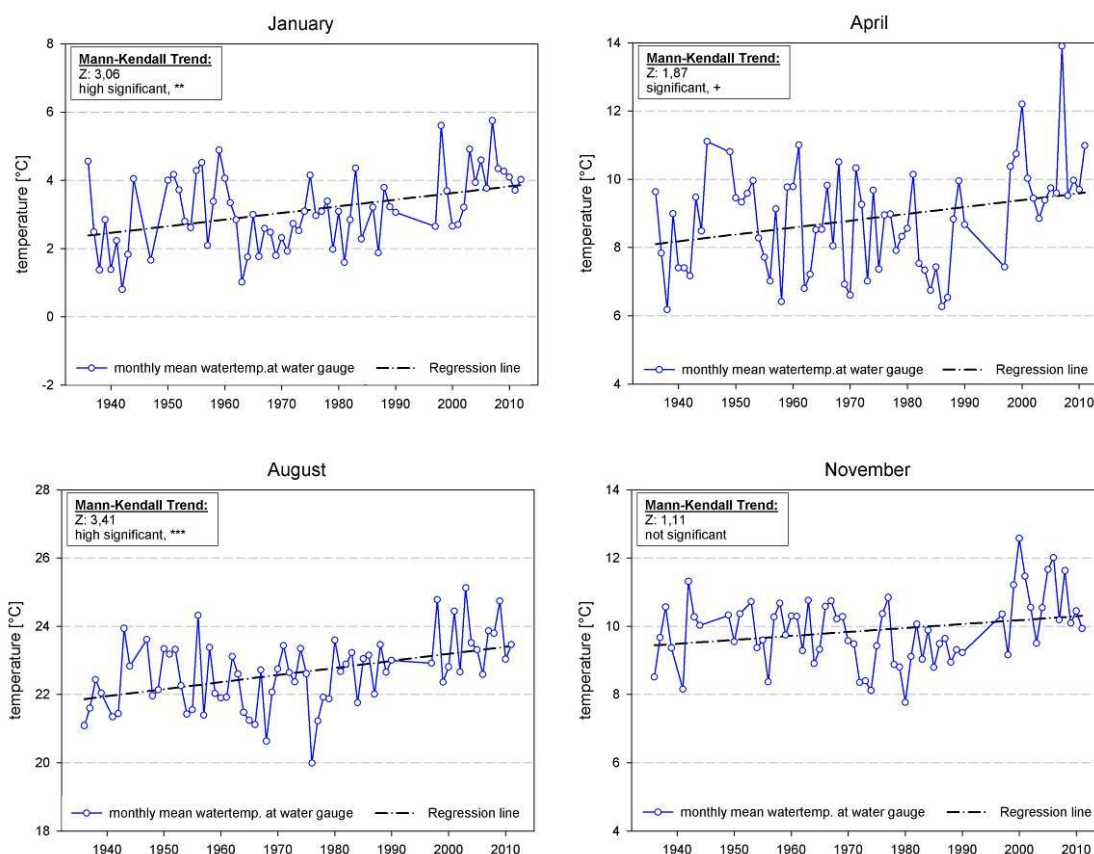 January
Mann-Kendall Trend:
Z: 3,06
high significant, **
temperature [°C]
8
6
4
2
0
-2
monthly mean watertemp.at water gauge
Regression line
1940 1950 1960 1970 1980 1990 2000 2010
April
Mann-Kendall Trend:
Z: 1,87
significant, +
temperature [°C]
14
12
10
8
6
4
monthly mean watertemp.at water gauge
Regression line
1940 1950 1960 1970 1980 1990 2000 2010
August
Mann-Kendall Trend:
Z: 3,41
high significant, ***
temperature [°C]
28
26
24
22
20
18
monthly mean watertemp. at water gauge
Regression line
1940 1950 1960 1970 1980 1990 2000 2010
November
Mann-Kendall Trend:
Z: 1,11
not significant
temperature [°C]
14
12
10
8
6
4
monthly mean watertemp. at water gauge
Regression line
1940 1950 1960 1970 1980 1990 2000 2010